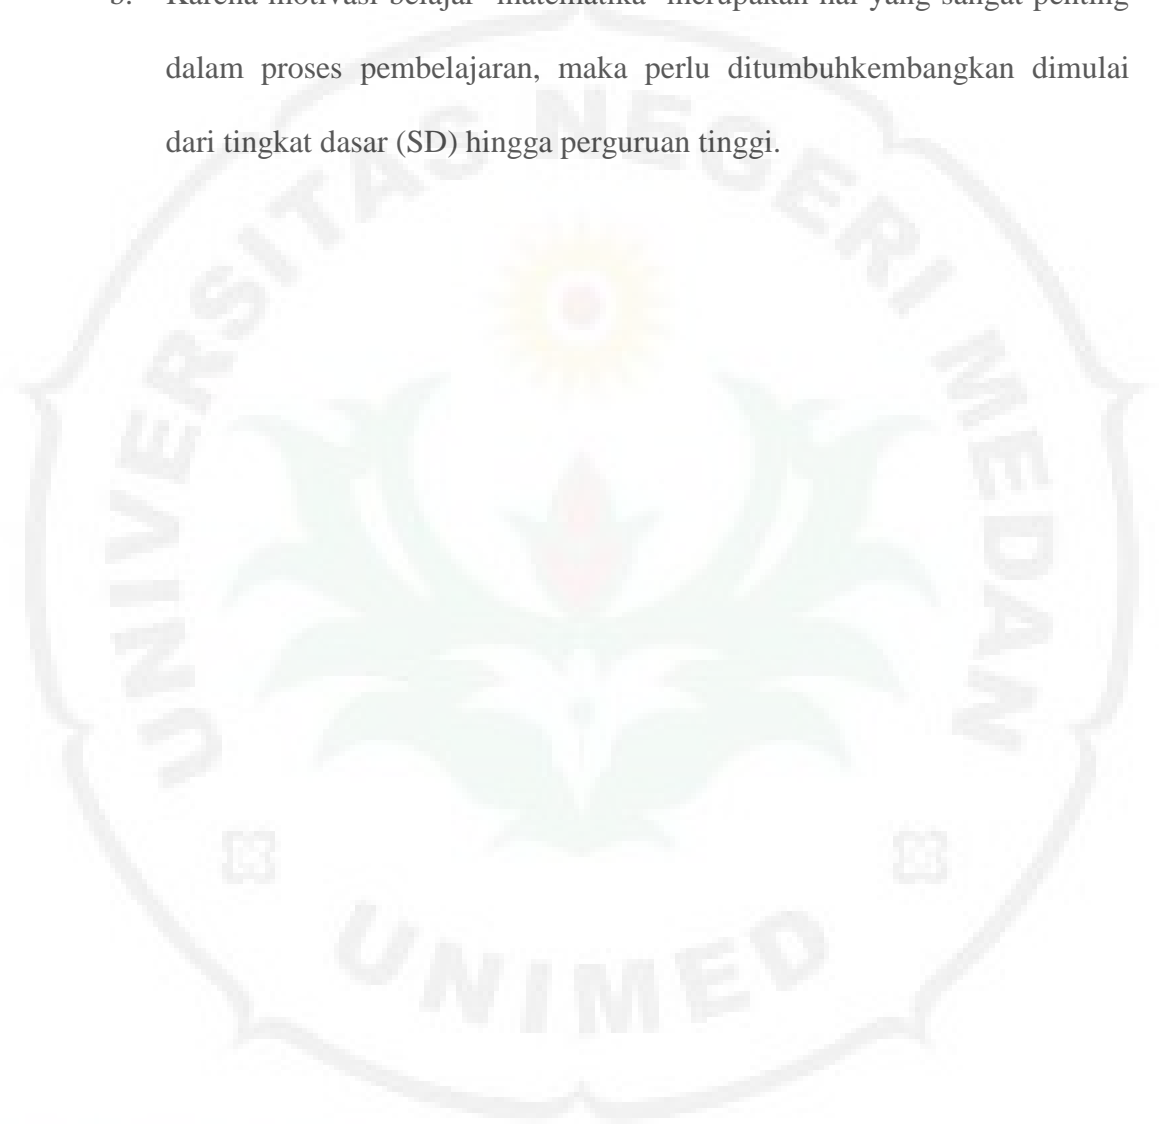 b. Karena motivasi belajar matematika merupakan hal yang sangat penting
dalam proses pembelajaran, maka perlu ditumbuhkembangkan dimulai
dari tingkat dasar (SD) hingga perguruan tinggi.
UNIVERSITAS NEGERI MEDAN
UNIMED